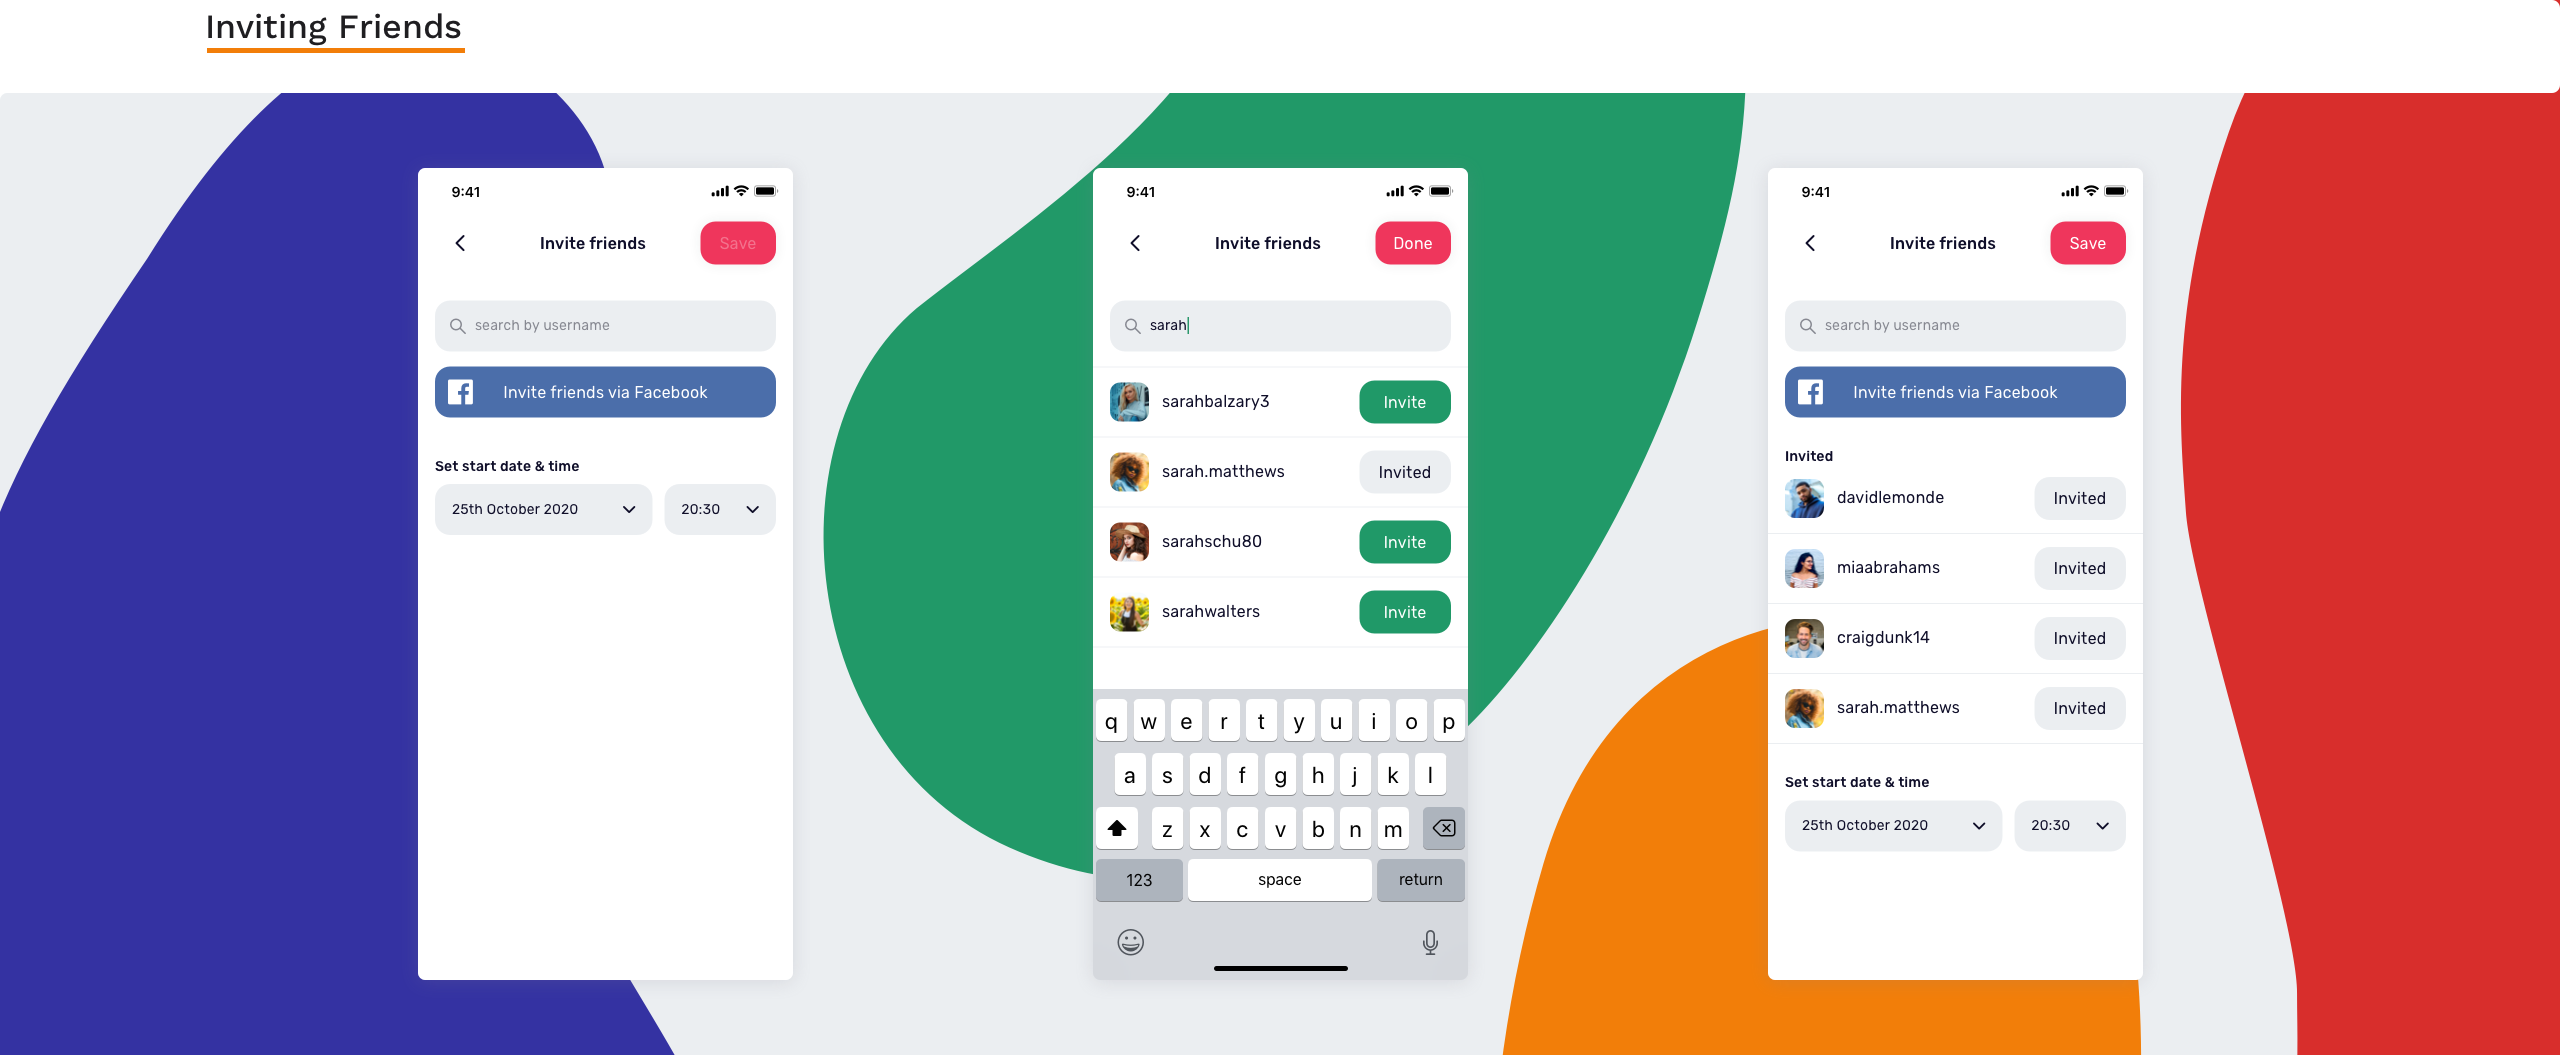 Inviting Friends
9:41
Invite friends
Save
search by username
Invite friends via Facebook
Set start date & time
25th October 2020
20:30
9:41
Invite friends
Done
sarah
sarahbalzary3
Invite
sarah.matthews
Invited
sarahschu80
Invite
sarahwalters
Invite
q w e r t y u i o p
a s d f g h j k l
z x c v b n m
123 space return
9:41
Invite friends
Save
search by username
Invite friends via Facebook
Invited
davidlemonde
Invited
miaabrahams
Invited
craigdunk14
Invited
sarah.matthews
Invited
Set start date & time
25th October 2020
20:30